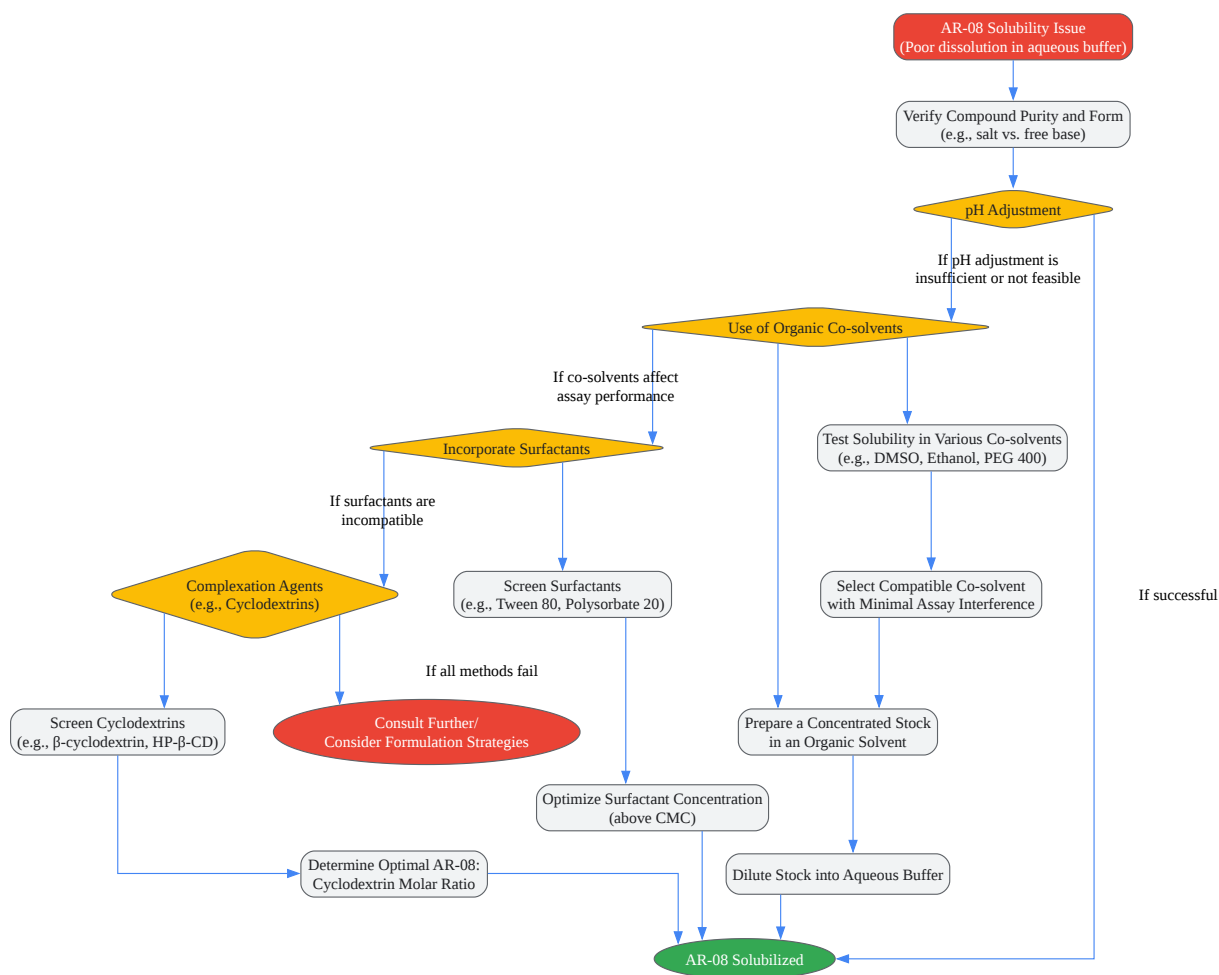 AR-08 Solubility Issue
(Poor dissolution in aqueous buffer)
Verify Compound Purity and Form
(e.g., salt vs. free base)
pH Adjustment
If pH adjustment is
insufficient or not feasible
Use of Organic Co-solvents
If co-solvents affect
assay performance
Incorporate Surfactants
Test Solubility in Various Co-solvents
(e.g., DMSO, Ethanol, PEG 400)
If surfactants are
incompatible
Complexation Agents
(e.g., Cyclodextrins)
Screen Surfactants
(e.g., Tween 80, Polysorbate 20)
Select Compatible Co-solvent
with Minimal Assay Interference
If successful
If all methods fail
Screen Cyclodextrins
(e.g., β-cyclodextrin, HP-β-CD)
Consult Further/
Consider Formulation Strategies
Prepare a Concentrated Stock
in an Organic Solvent
Optimize Surfactant Concentration
(above CMC)
Determine Optimal AR-08:
Cyclodextrin Molar Ratio
Dilute Stock into Aqueous Buffer
AR-08 Solubilized